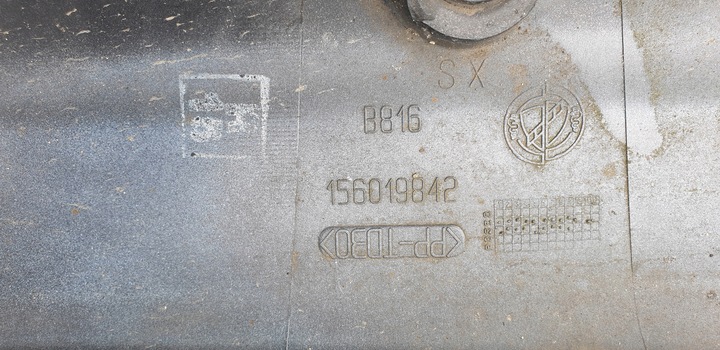 SX
B816
156019842
>PP-TD30<